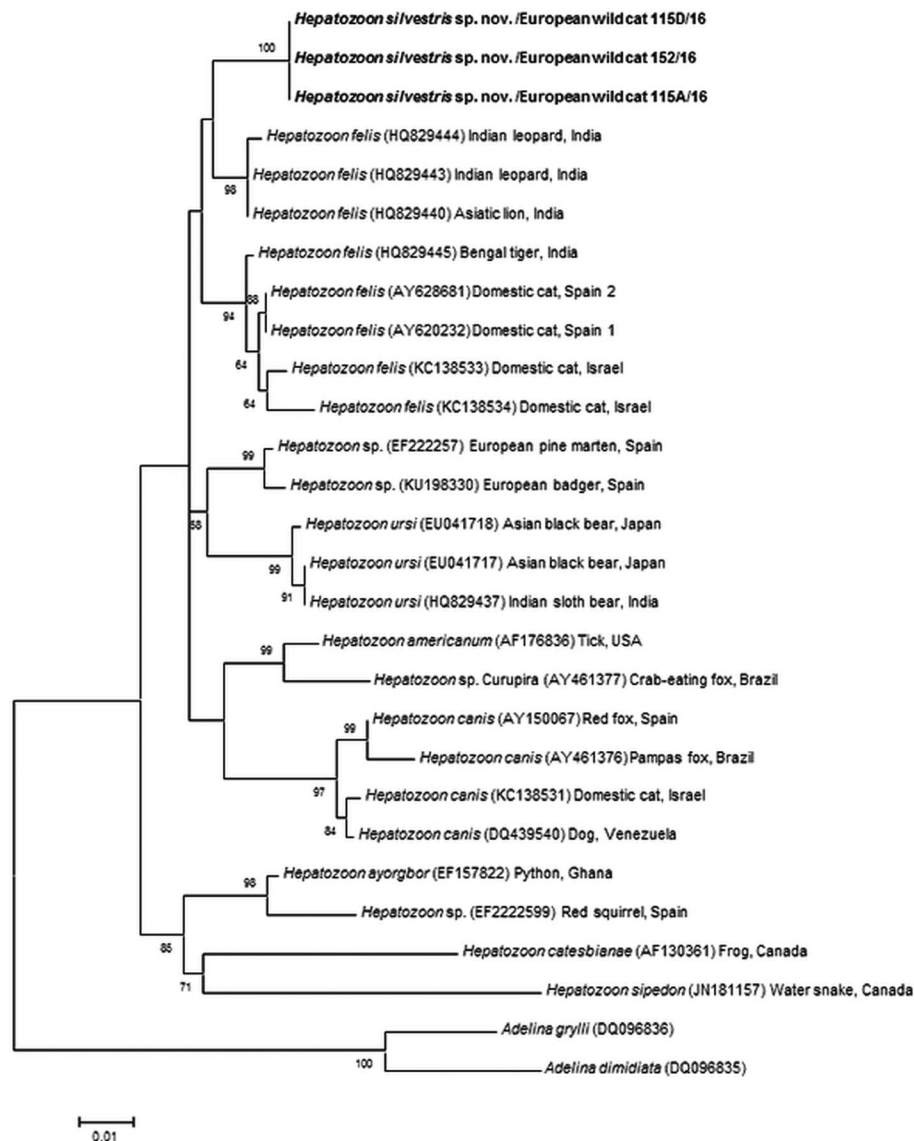 Hepatozoon silvestris sp. nov. /European wild cat 115D/16
100
Hepatozoon silvestris sp. nov. /European wild cat 152/16
Hepatozoon silvestris sp. nov. /European wild cat 115A/16
Hepatozoon felis (HQ829444) Indian leopard, India
Hepatozoon felis (HQ829443) Indian leopard, India
98
Hepatozoon felis (HQ829440) Asiatic lion, India
Hepatozoon felis (HQ829445) Bengal tiger, India
Hepatozoon felis (AY628681) Domestic cat, Spain 2
88
94
Hepatozoon felis (AY620232) Domestic cat, Spain 1
64
Hepatozoon felis (KC138533) Domestic cat, Israel
64
Hepatozoon felis (KC138534) Domestic cat, Israel
Hepatozoon sp. (EF222257) European pine marten, Spain
99
Hepatozoon sp. (KU198330) European badger, Spain
58
Hepatozoon ursi (EU041718) Asian black bear, Japan
Hepatozoon ursi (EU041717) Asian black bear, Japan
99
91
Hepatozoon ursi (HQ829437) Indian sloth bear, India
Hepatozoon americanum (AF176836) Tick, USA
99
Hepatozoon sp. Curupira (AY461377) Crab-eating fox, Brazil
Hepatozoon canis (AY150067) Red fox, Spain
99
Hepatozoon canis (AY461376) Pampas fox, Brazil
97
Hepatozoon canis (KC138531) Domestic cat, Israel
84
Hepatozoon canis (DQ439540) Dog, Venezuela
Hepatozoon ayorgbor (EF157822) Python, Ghana
98
Hepatozoon sp. (EF2222599) Red squirrel, Spain
85
Hepatozoon catesbianae (AF130361) Frog, Canada
71
Hepatozoon sipedon (JN181157) Water snake, Canada
Adelina grylli (DQ096836)
100
Adelina dimidiata (DQ096835)
0.01